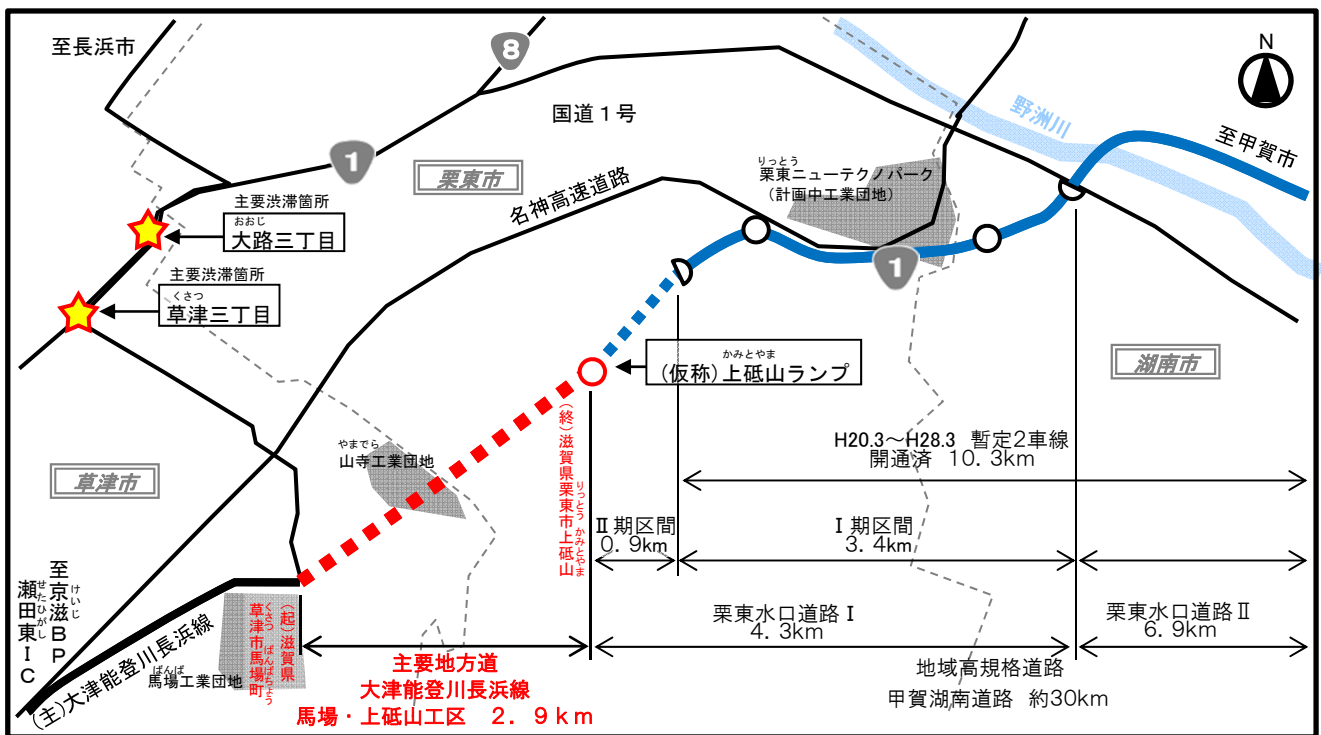 至長浜市
8
N
国道１号
野洲川
至甲賀市
1
栗東市
りっとう
栗東ニューテクノパーク
（計画中工業団地）
名神高速道路
主要渋滞箇所
おおじ
大路三丁目
主要渋滞箇所
くさつ
草津三丁目
1
かみとやま
（仮称）上砥山ランプ
湖南市
（終）滋賀県栗東市上砥山
りっとう かみとやま
H20.3～H28.3 暫定2車線
開通済 10.3km
やまでら
山寺工業団地
草津市
Ⅱ期区間
0.9km
Ⅰ期区間
3.4km
至京滋BP
けいじ
瀬田東IC
せたひがし
（主）大津能登川長浜線
（起）滋賀県
草津市馬場町
くさつ ばんばちょう
ばんば
馬場工業団地
栗東水口道路Ⅰ
4.3km
栗東水口道路Ⅱ
6.9km
主要地方道
大津能登川長浜線
馬場・上砥山工区 2．9ｋｍ
地域高規格道路
甲賀湖南道路 約30km